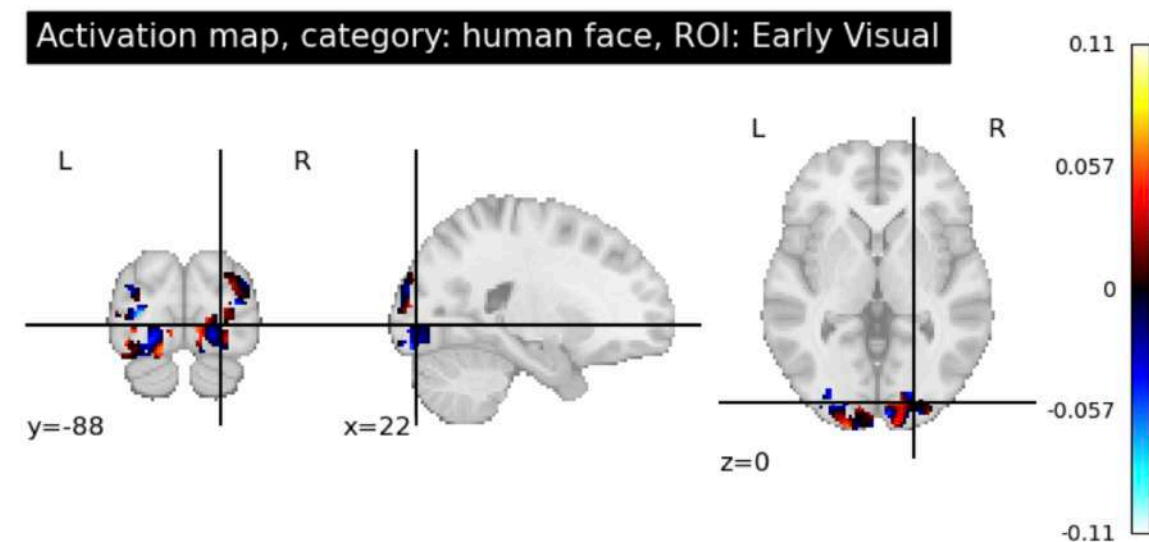 Activation map, category: human face, ROI: Early Visual
L R
L R
y=-88
x=22
z=0
0.11
0.057
0
-0.057
-0.11